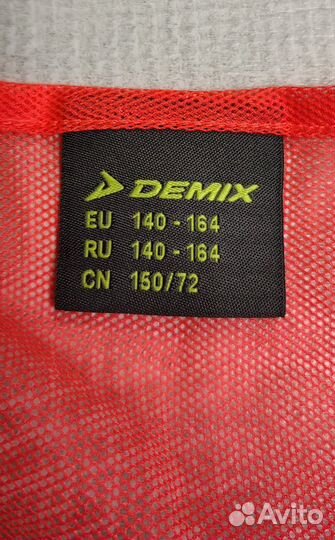 DEMIX
EU 140 - 164
RU 140 - 164
CN 150/72
Avito